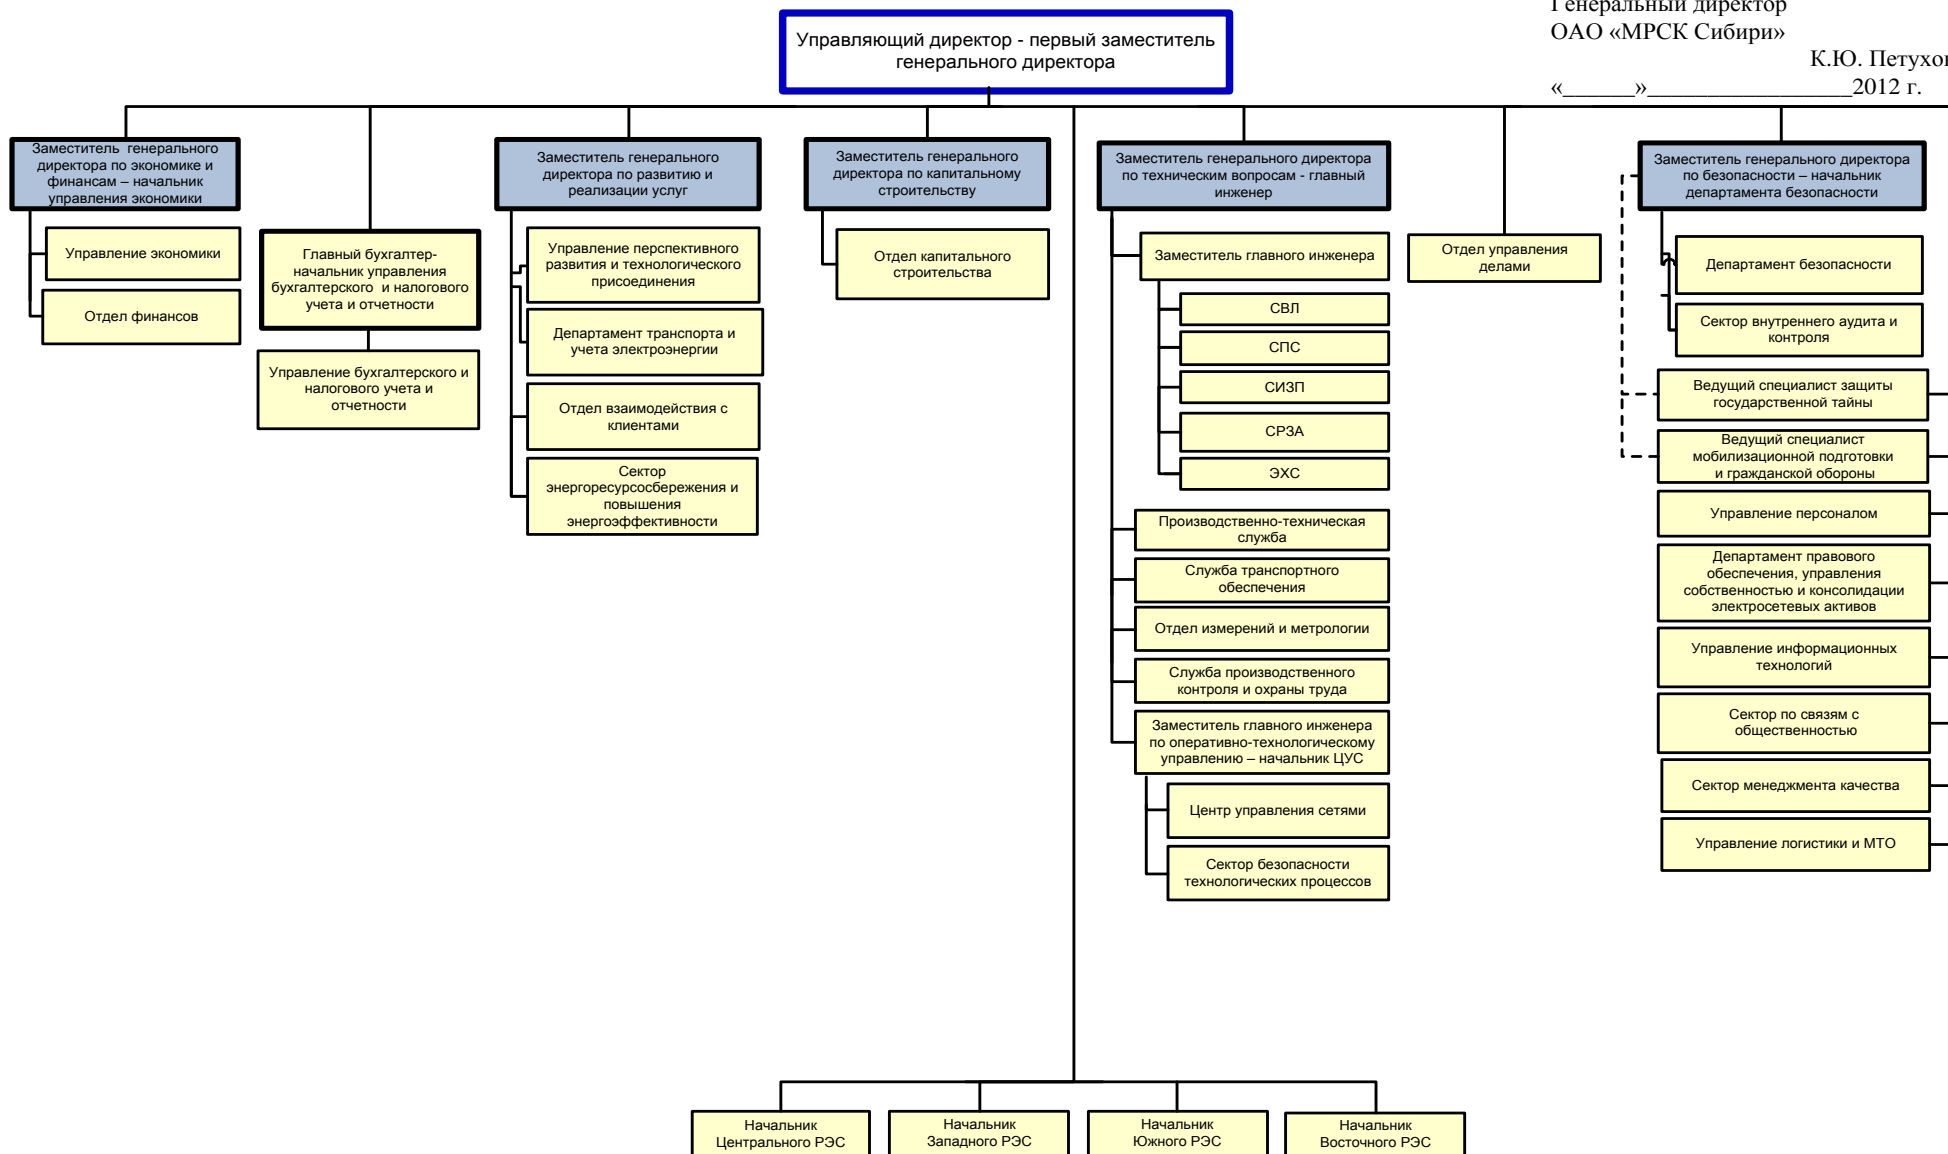 Генеральный директор
ОАО «МРСК Сибири»
К.Ю. Петухов
«______»_________________2012 г.
Управляющий директор - первый заместитель
генерального директора
Заместитель генерального
директора по экономике и
финансам – начальник
управления экономики
Управление экономики
Отдел финансов
Главный бухгалтер-
начальник управления
бухгалтерского и налогового
учета и отчетности
Управление бухгалтерского и
налогового учета и
отчетности
Заместитель генерального
директора по развитию и
реализации услуг
Управление перспективного
развития и технологического
присоединения
Департамент транспорта и
учета электроэнергии
Отдел взаимодействия с
клиентами
Сектор
энергоресурсосбережения и
повышения
энергоэффективности
Заместитель генерального
директора по капитальному
строительству
Отдел капитального
строительства
Заместитель генерального директора
по техническим вопросам - главный
инженер
Заместитель главного инженера
СВЛ
СПС
СИЗП
СРЗА
ЭХС
Производственно-техническая
служба
Служба транспортного
обеспечения
Отдел измерений и метрологии
Служба производственного
контроля и охраны труда
Заместитель главного инженера
по оперативно-технологическому
управлению – начальник ЦУС
Центр управления сетями
Сектор безопасности
технологических процессов
Отдел управления
делами
Заместитель генерального директора
по безопасности – начальник
департамента безопасности
Департамент безопасности
Сектор внутреннего аудита и
контроля
Ведущий специалист защиты
государственной тайны
Ведущий специалист
мобилизационной подготовки
и гражданской обороны
Управление персоналом
Департамент правового
обеспечения, управления
собственностью и консолидации
электросетевых активов
Управление информационных
технологий
Сектор по связям с
общественностью
Сектор менеджмента качества
Управление логистики и МТО
Начальник
Центрального РЭС
Начальник
Западного РЭС
Начальник
Южного РЭС
Начальник
Восточного РЭС